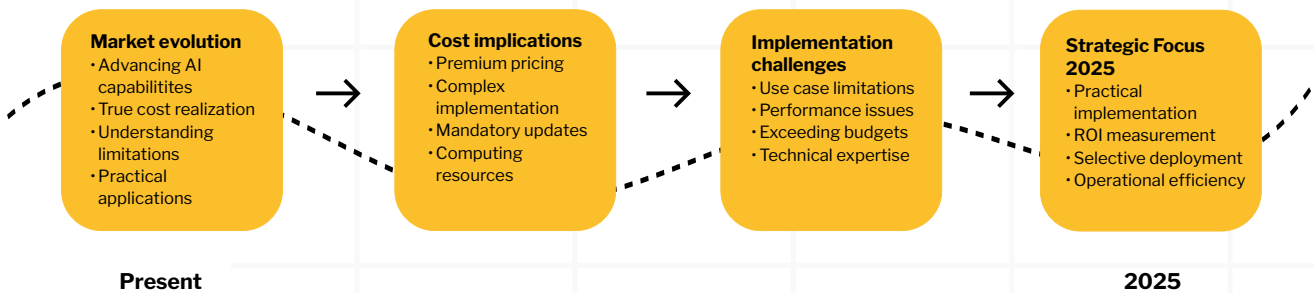 Market evolution
· Advancing AI
capabilitites
· True cost realization
· Understanding
limitations
· Practical
applications
Cost implications
· Premium pricing
· Complex
implementation
· Mandatory updates
· Computing
resources
Implementation
challenges
· Use case limitations
· Performance issues
· Exceeding budgets
· Technical expertise
Strategic Focus
2025
· Practical
implementation
· ROI measurement
· Selective deployment
· Operational efficiency
Present
2025